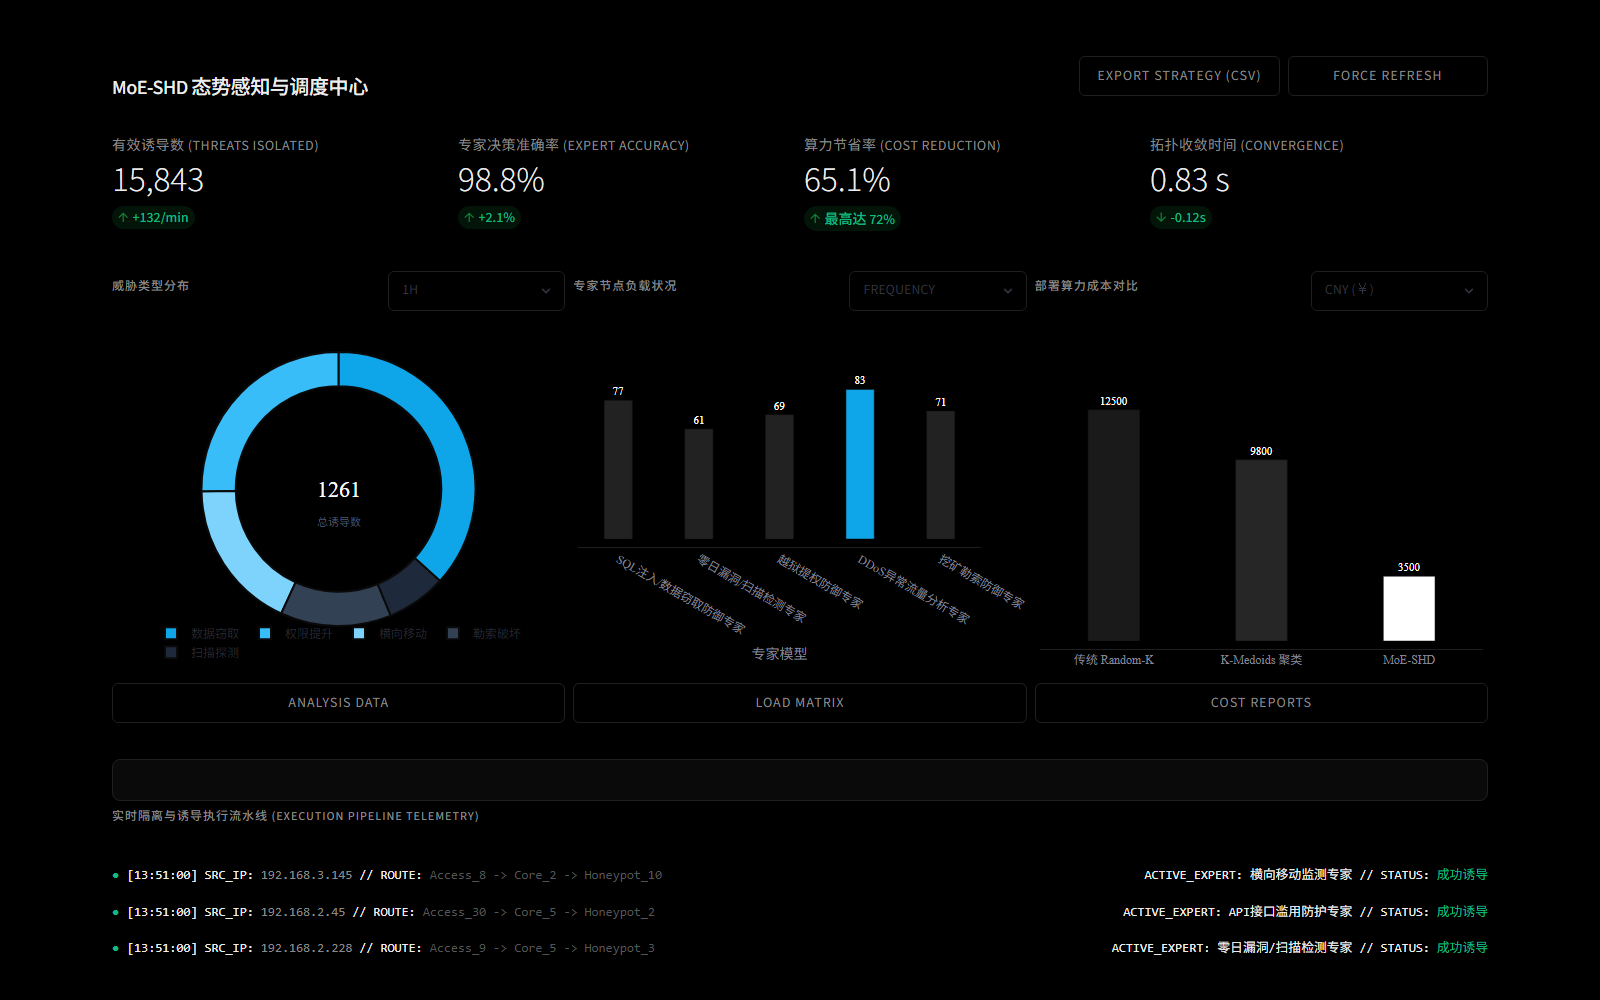 MoE-SHD 态势感知与调度中心
EXPORT STRATEGY (CSV)
FORCE REFRESH
有效诱导数 (THREATS ISOLATED)
15,843
↑ +132/min
专家决策准确率 (EXPERT ACCURACY)
98.8%
↑ +2.1%
算力节省率 (COST REDUCTION)
65.1%
↑ 最高达 72%
拓扑收敛时间 (CONVERGENCE)
0.83 s
↓ -0.12s
威胁类型分布
1H
1261
总诱导数
数据窃取
权限提升
横向移动
勒索破坏
扫描探测
ANALYSIS DATA
专家节点负载状况
FREQUENCY
77
61
69
83
71
SQL注入/数据窃取防御专家
零日漏洞/扫描检测专家
越狱提权防御专家
DDoS异常流量分析专家
挖矿勒索防御专家
专家模型
LOAD MATRIX
部署算力成本对比
CNY (￥)
12500
9800
3500
传统 Random-K
K-Medoids 聚类
MoE-SHD
COST REPORTS
实时隔离与诱导执行流水线 (EXECUTION PIPELINE TELEMETRY)
[13:51:00] SRC_IP: 192.168.3.145 // ROUTE: Access_8 -> Core_2 -> Honeypot_10
ACTIVE_EXPERT: 横向移动监测专家 // STATUS: 成功诱导
[13:51:00] SRC_IP: 192.168.2.45 // ROUTE: Access_30 -> Core_5 -> Honeypot_2
ACTIVE_EXPERT: API接口滥用防护专家 // STATUS: 成功诱导
[13:51:00] SRC_IP: 192.168.2.228 // ROUTE: Access_9 -> Core_5 -> Honeypot_3
ACTIVE_EXPERT: 零日漏洞/扫描检测专家 // STATUS: 成功诱导